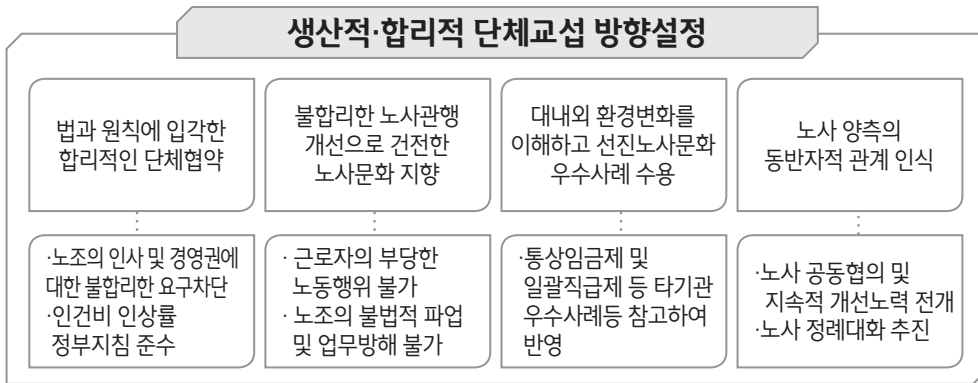 생산적·합리적 단체교섭 방향설정
법과 원칙에 입각한
합리적인 단체협약
불합리한 노사관행
개선으로 건전한
노사문화 지향
대내외 환경변화를
이해하고 선진노사문화
우수사례 수용
노사 양측의
동반자적 관계 인식
·노조의 인사 및 경영권에
대한 불합리한 요구차단
·인건비 인상률
정부지침 준수
· 근로자의 부당한
노동행위 불가
· 노조의 불법적 파업
및 업무방해 불가
·통상임금제 및
일괄직급제 등 타기관
우수사례등 참고하여
반영
·노사 공동협의 및
지속적 개선노력 전개
·노사 정례대화 추진